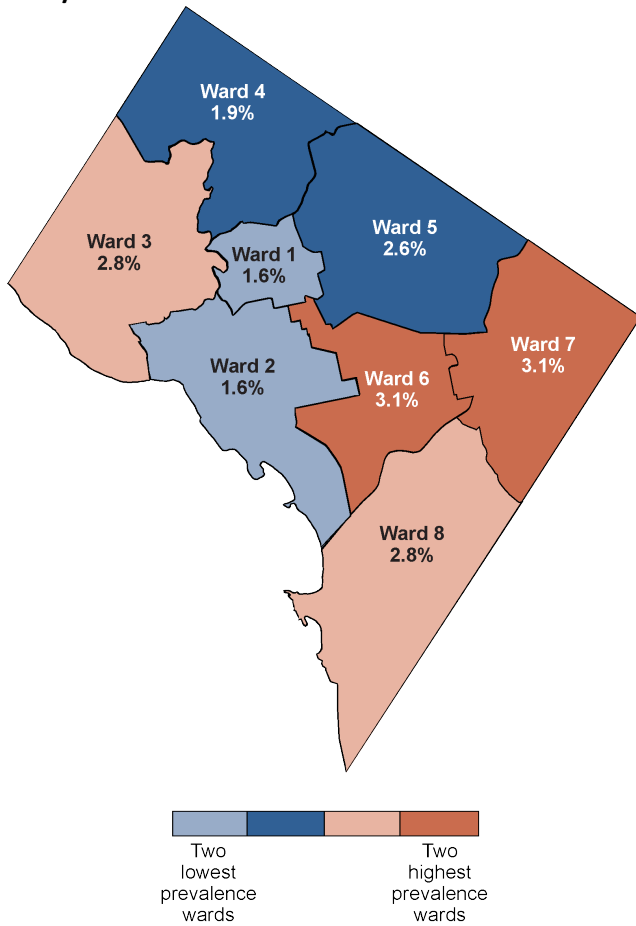 Ward 4
1.9%
Ward 5
2.6%
Ward 3
2.8%
Ward 1
1.6%
Ward 7
3.1%
Ward 2
1.6%
Ward 6
3.1%
Ward 8
2.8%
Two
lowest
prevalence
wards
Two
highest
prevalence
wards